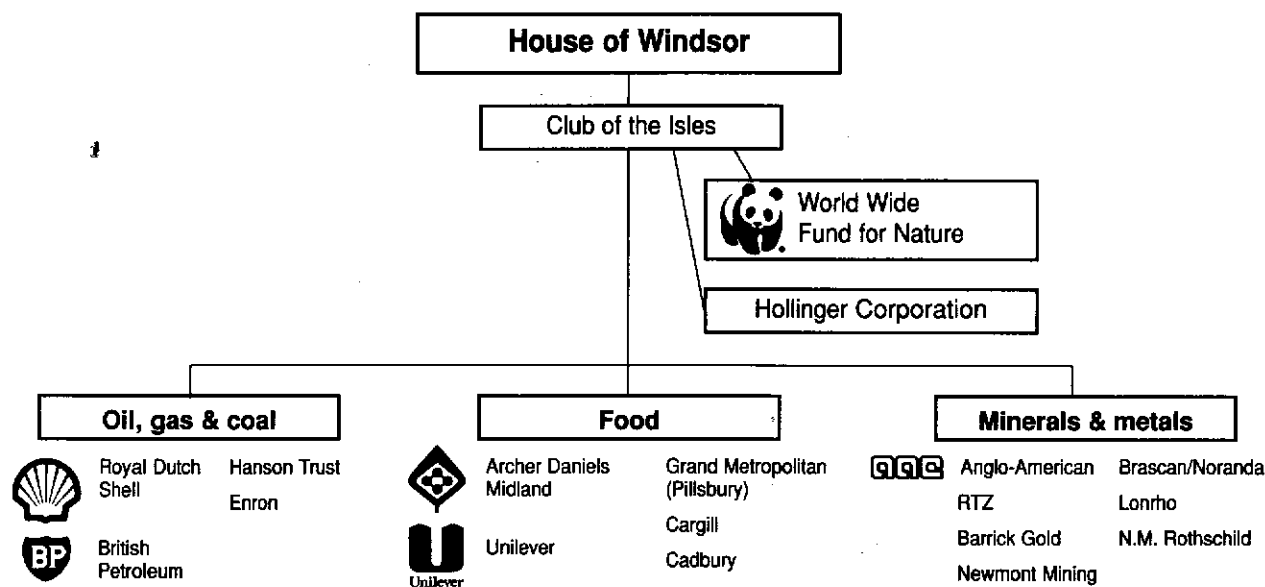 House of Windsor
Club of the Isles
World Wide
Fund for Nature
Hollinger Corporation
Oil, gas & coal
Royal Dutch
Shell
Hanson Trust
Enron
BP
British
Petroleum
Food
Archer Daniels
Midland
Grand Metropolitan
(Pillsbury)
Cargill
Unilever
Unilever
Cadbury
Minerals & metals
aac
Anglo-American
Brascan/Noranda
RTZ
Lonrho
Barrick Gold
N.M. Rothschild
Newmont Mining